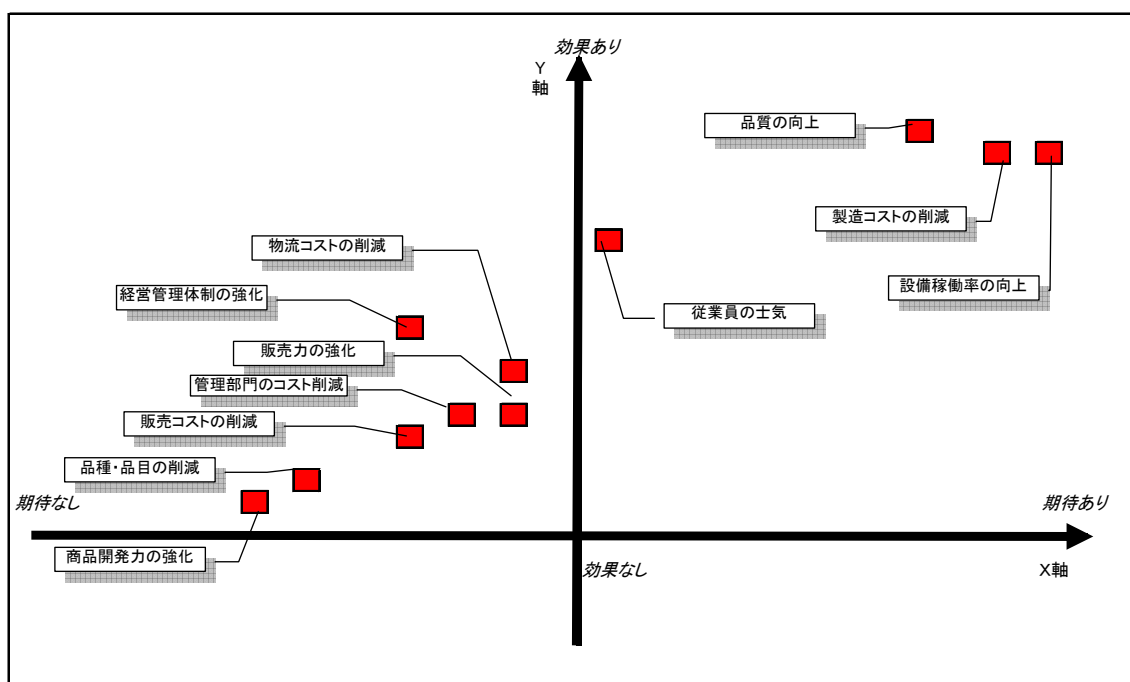 効果あり
Y
軸
品質の向上
製造コストの削減
物流コストの削減
設備稼働率の向上
経営管理体制の強化
従業員の士気
販売力の強化
管理部門のコスト削減
販売コストの削減
品種・品目の削減
期待なし
期待あり
商品開発力の強化
効果なし
X軸